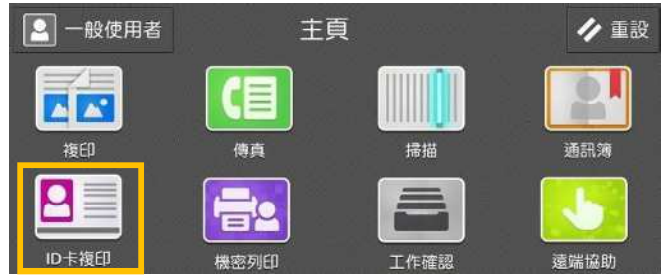 一般使用者
主頁
重設
複印
傳真
掃描
通訊簿
ID卡複印
機密列印
工作確認
遠端協助